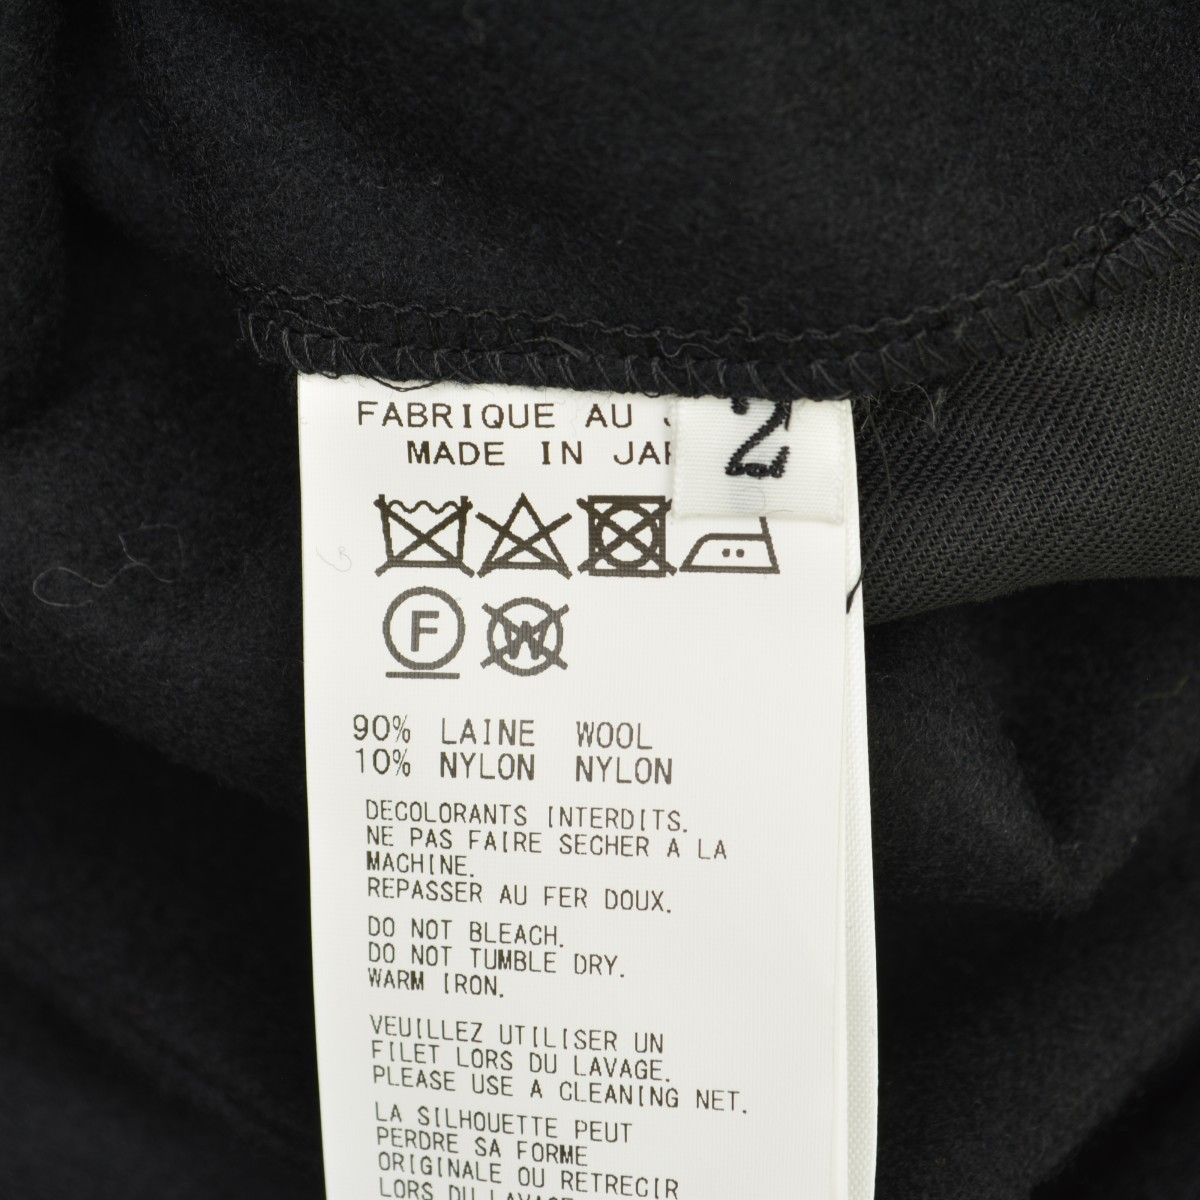 FABRIQUE AU
2
MADE IN
F
W
90% LAINE WOOL
10% NYLON NYLON
DECOLORANTS INTERDITS.
NE PAS FAIRE SECHER A LA
MACHINE.
REPASSER AU FER DOUX.
DO NOT BLEACH.
DO NOT TUMBLE DRY.
WARM IRON.
VEUILLEZ UTILISER UN
FILET LORS DU LAVAGE.
PLEASE USE A CLEANING NET.
LA SILHOUETTE PEUT
PERDRE SA FORME
ORIGINALE OU RETRECIR
LORS DU LAVAGE